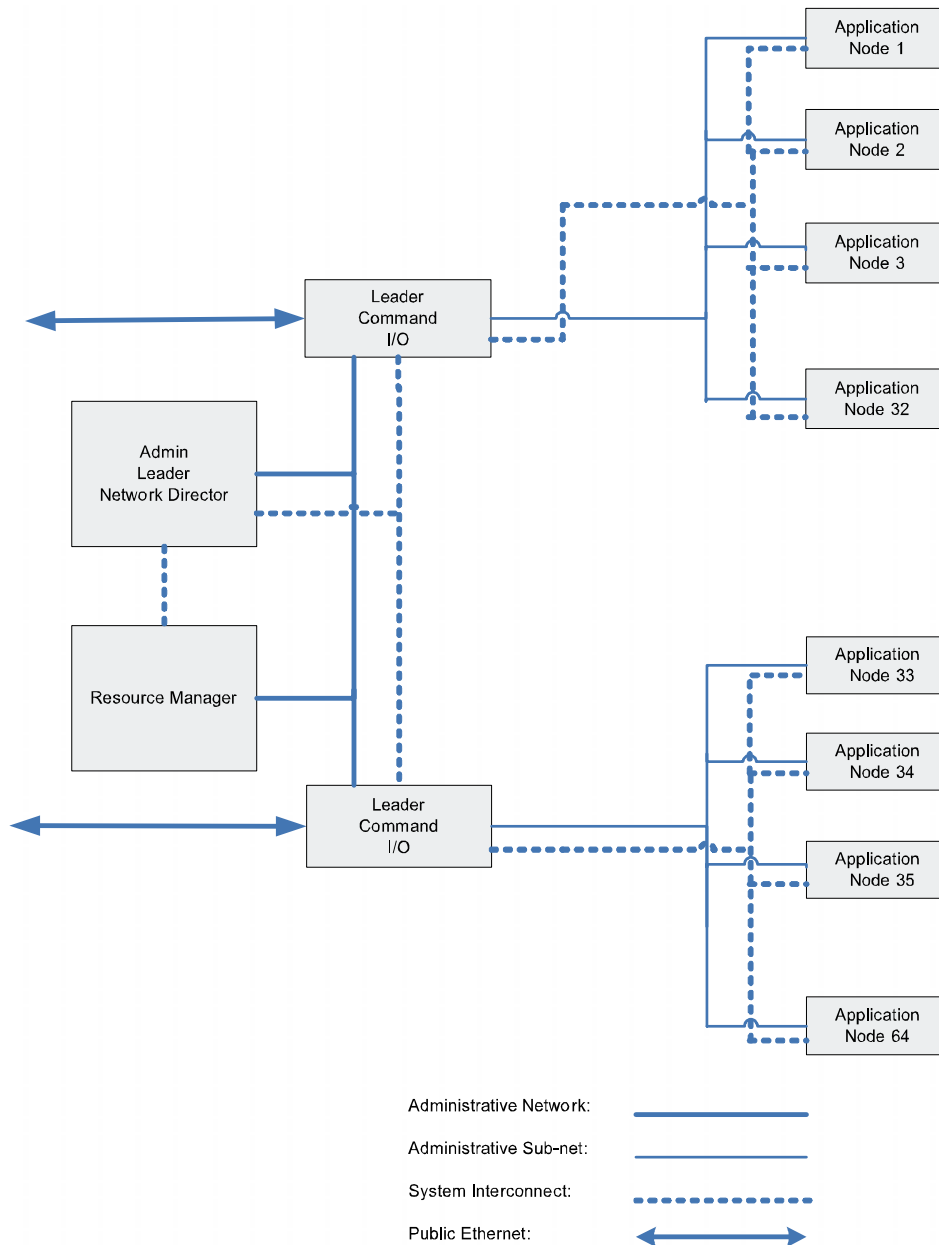 Application
Node 1
Application
Node 2
Application
Node 3
Leader
Command
I/O
Application
Node 32
Admin
Leader
Network Director
Application
Node 33
Resource Manager
Application
Node 34
Leader
Command
I/O
Application
Node 35
Application
Node 64
Administrative Network:
Administrative Sub-net:
System Interconnect:
Public Ethernet: